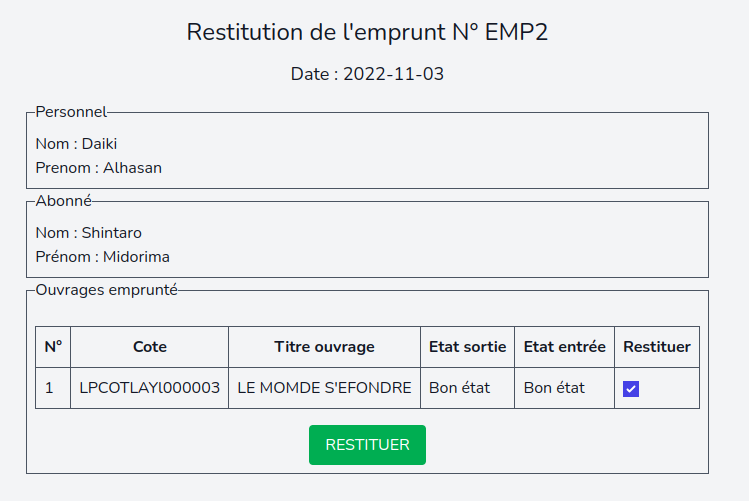 Restitution de l'emprunt N° EMP2
Date : 2022-11-03
Personnel
Nom : Daiki
Prenom : Alhasan
Abonné
Nom : Shintaro
Prénom : Midorima
Ouvrages emprunté
N° Cote Titre ouvrage Etat sortie Etat entrée Restituer
1 LPCOTLAYl000003 LE MOMDE S'EFONDRE Bon état Bon état
RESTITUER